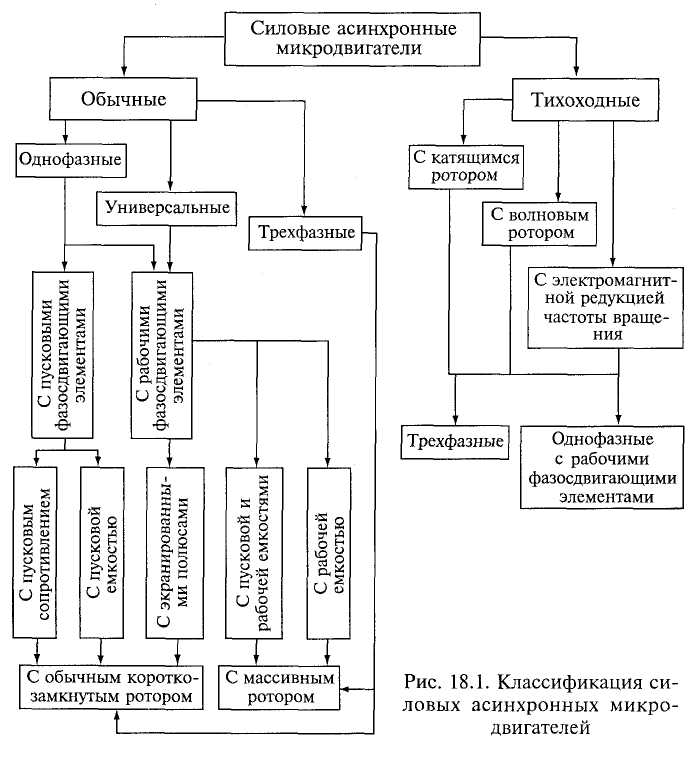 Силовые асинхронные
микродвигатели
Обычные
Тихоходные
Однофазные
Универсальные
Трехфазные
С катящимся
ротором
С волновым
ротором
С электромагнит-
ной редукцией
частоты враще-
ния
С пусковыми
фазосдвигающими
элементами
С рабочими
фазосдвигающими
элементами
Трехфазные
Однофазные
с рабочими
фазосдвигающими
элементами
С пусковым
сопротивлением
С пусковой
емкостью
С экранированны-
ми полюсами
С пусковой и
рабочей емкостями
С рабочей
емкостью
С обычным коротко-
замкнутым ротором
С массивным
ротором
Рис. 18.1. Классификация си-
ловых асинхронных микро-
двигателей